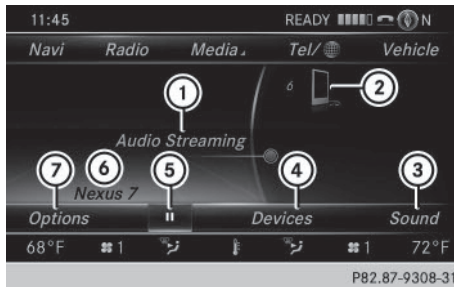 11:45 READY N
Navi Radio Media Tel/ Vehicle
1 6 2
Audio Streaming
7 6 5 4 3
Nexus 7
Options Devices Sound
68°F 1 1 72°F
P82.87-9308-31